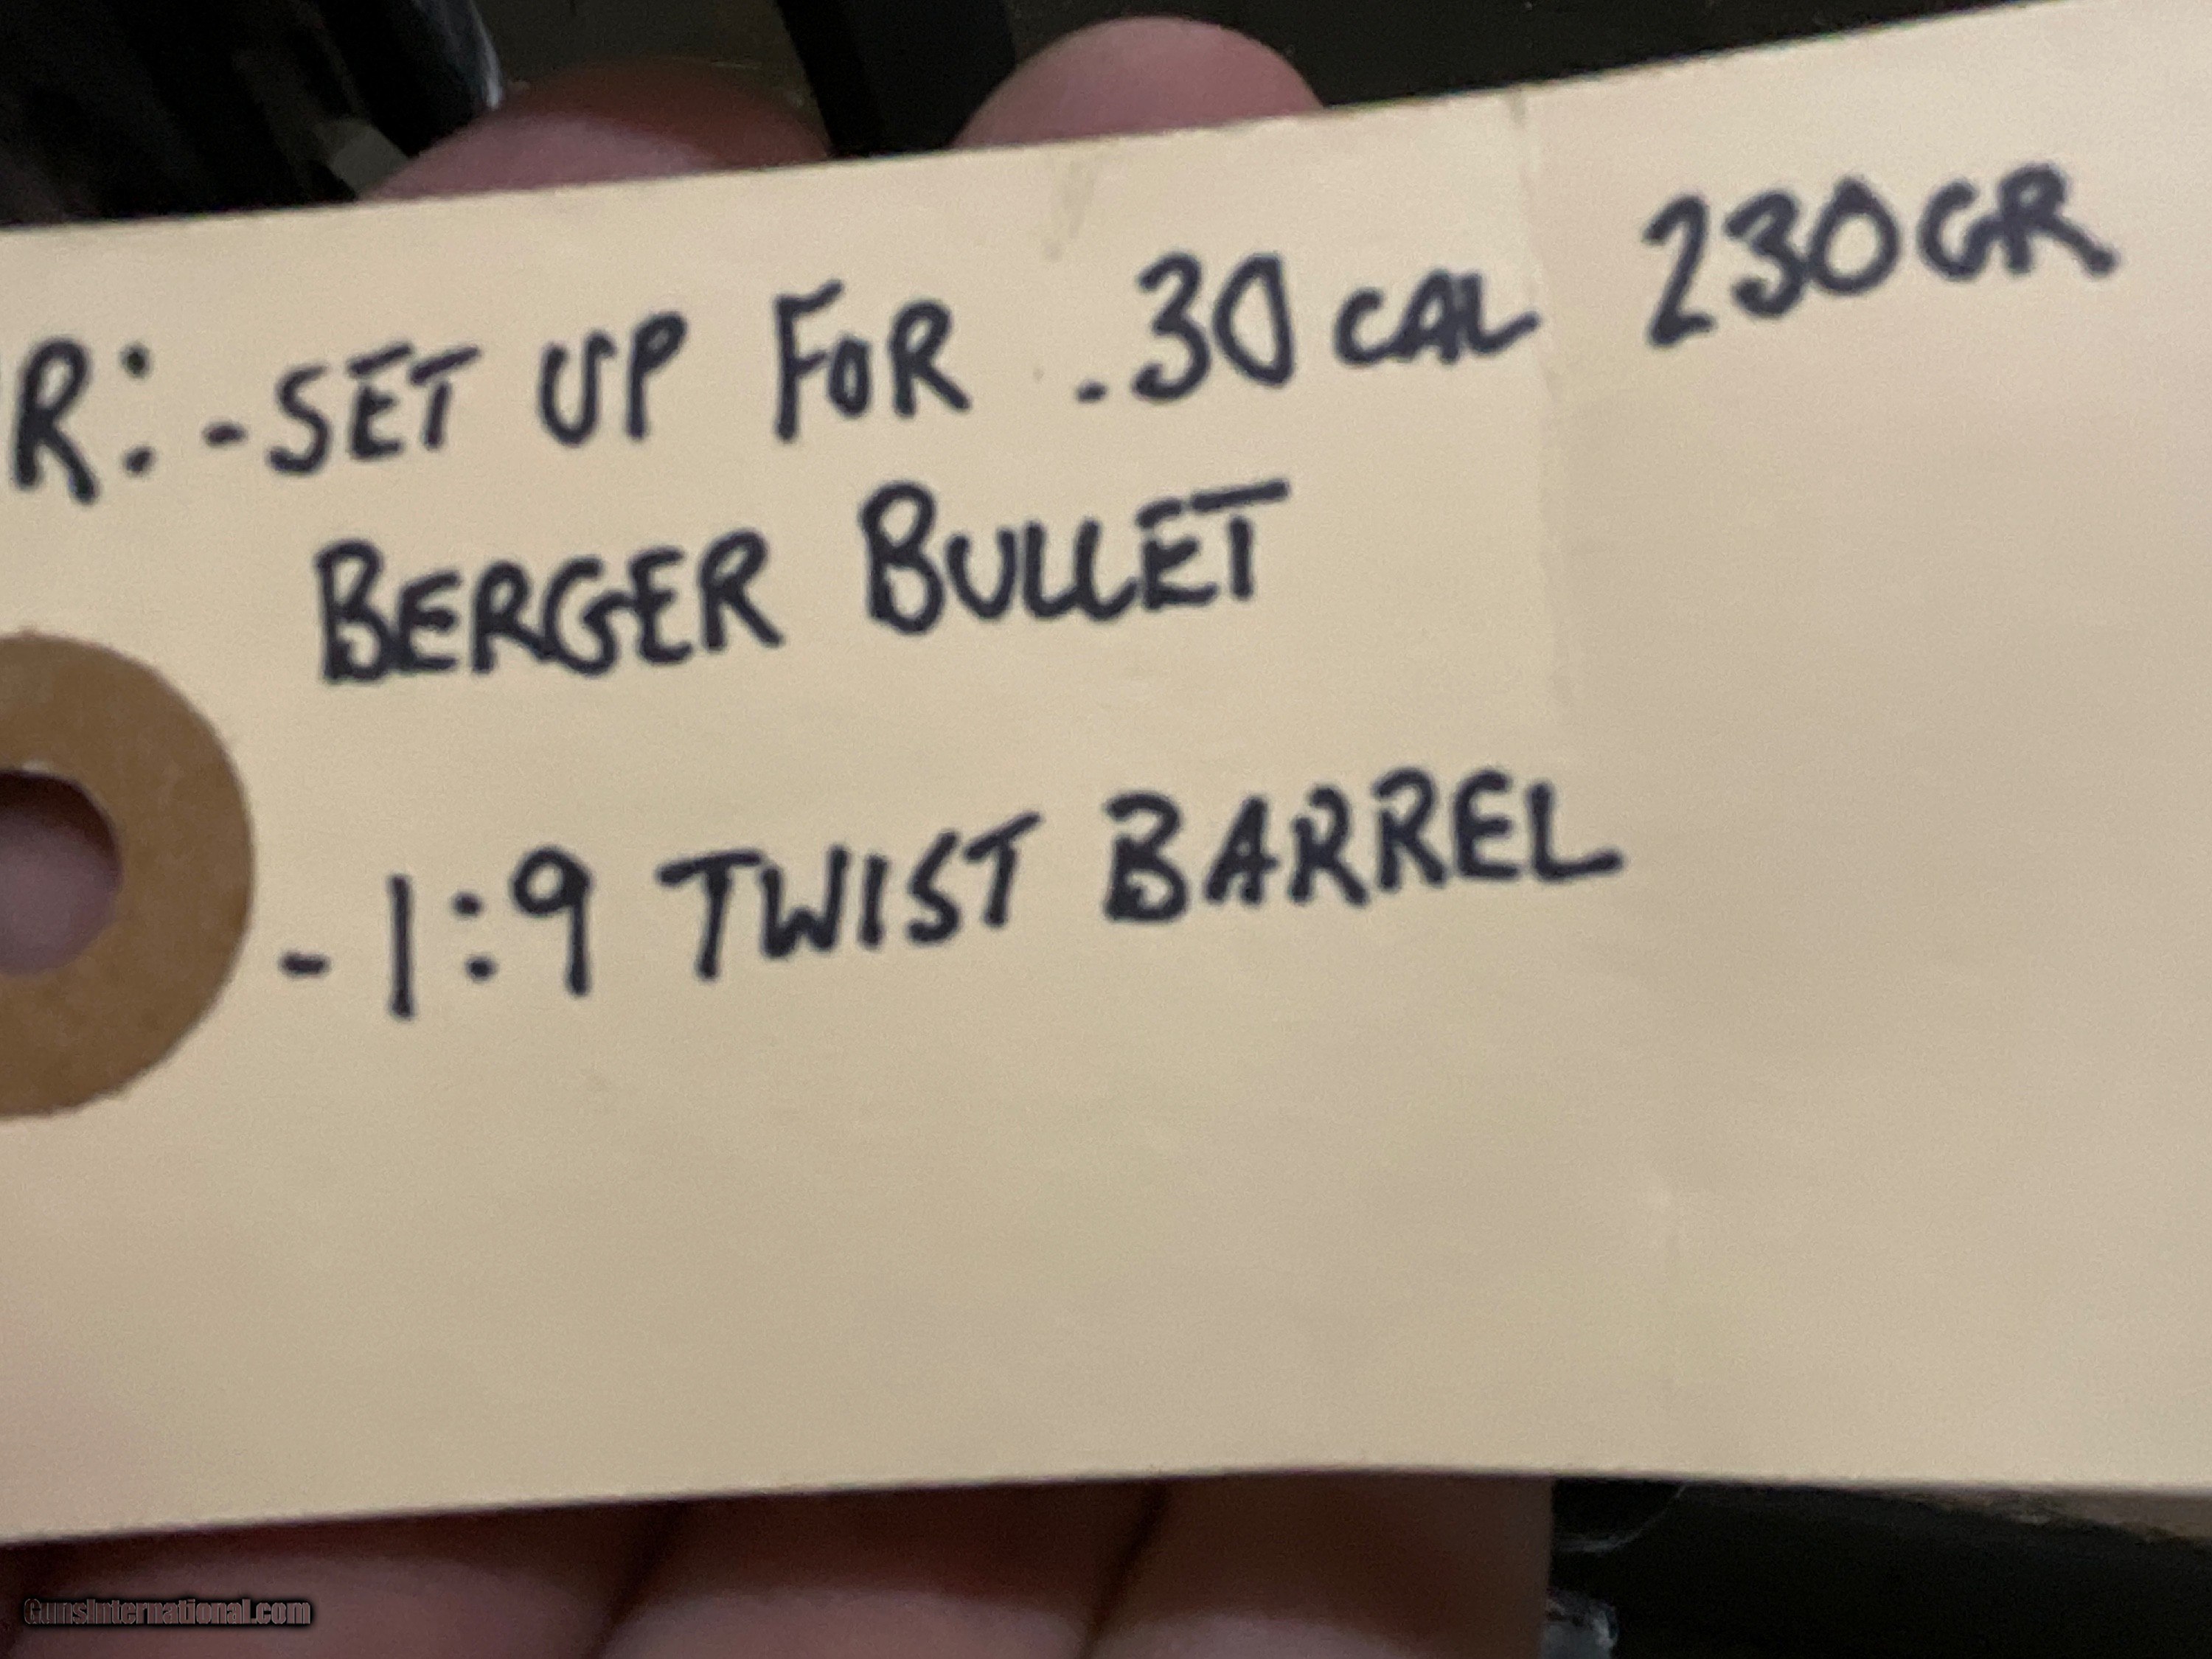 R: - SET UP FOR .30 CAL 230GR
BERGER BULLET
- 1:9 TWIST BARREL
GunsInternational.com